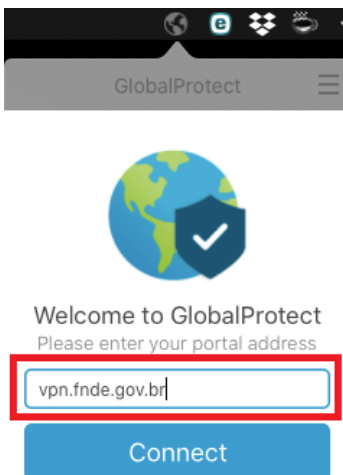 GlobalProtect
Welcome to GlobalProtect
Please enter your portal address
vpn.fnde.gov.br
Connect